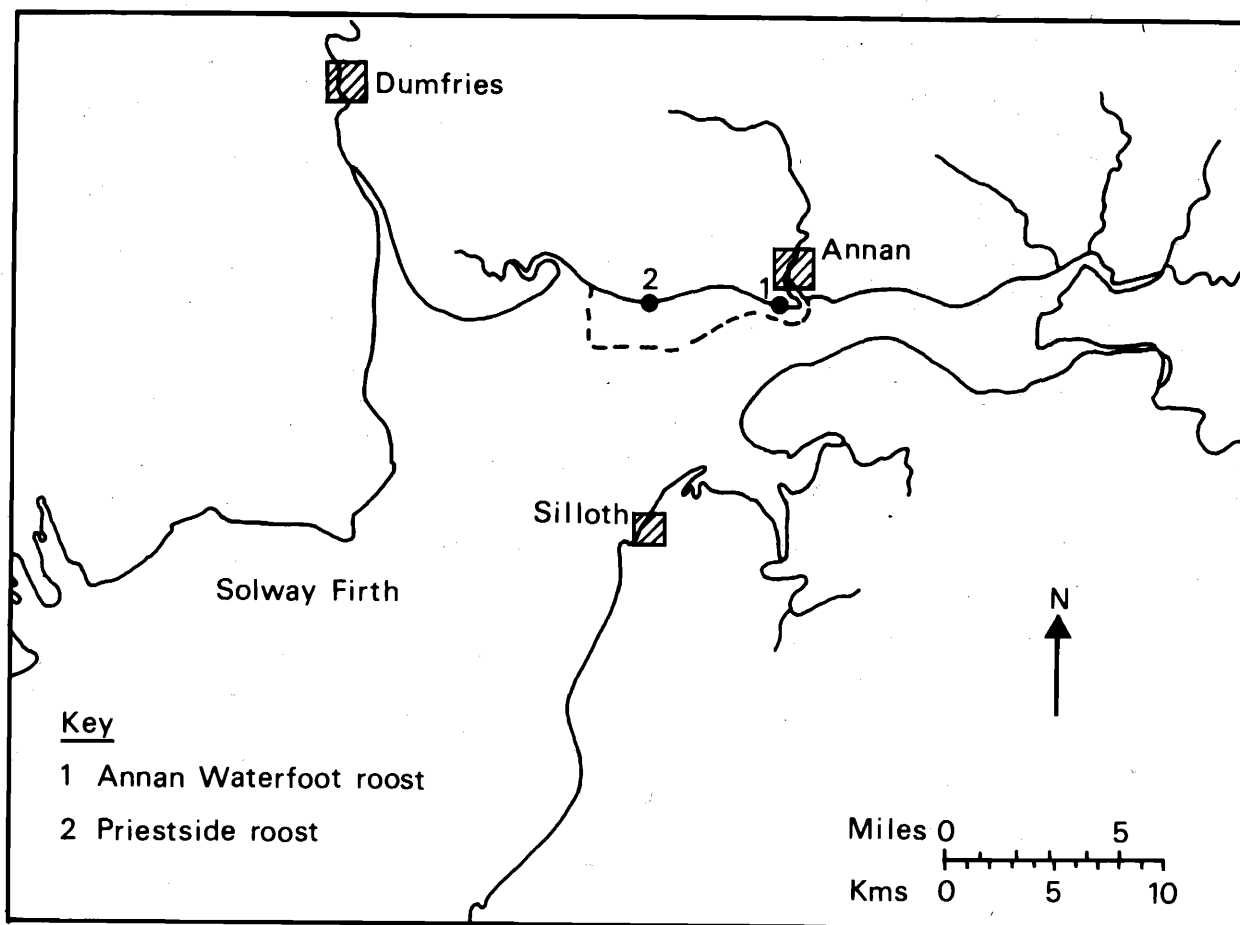 Dumfries
Annan
2
1
Silloth
Solway Firth
N
Key
1 Annan Waterfoot roost
2 Priestside roost
Miles 0 5
Kms 0 5 10